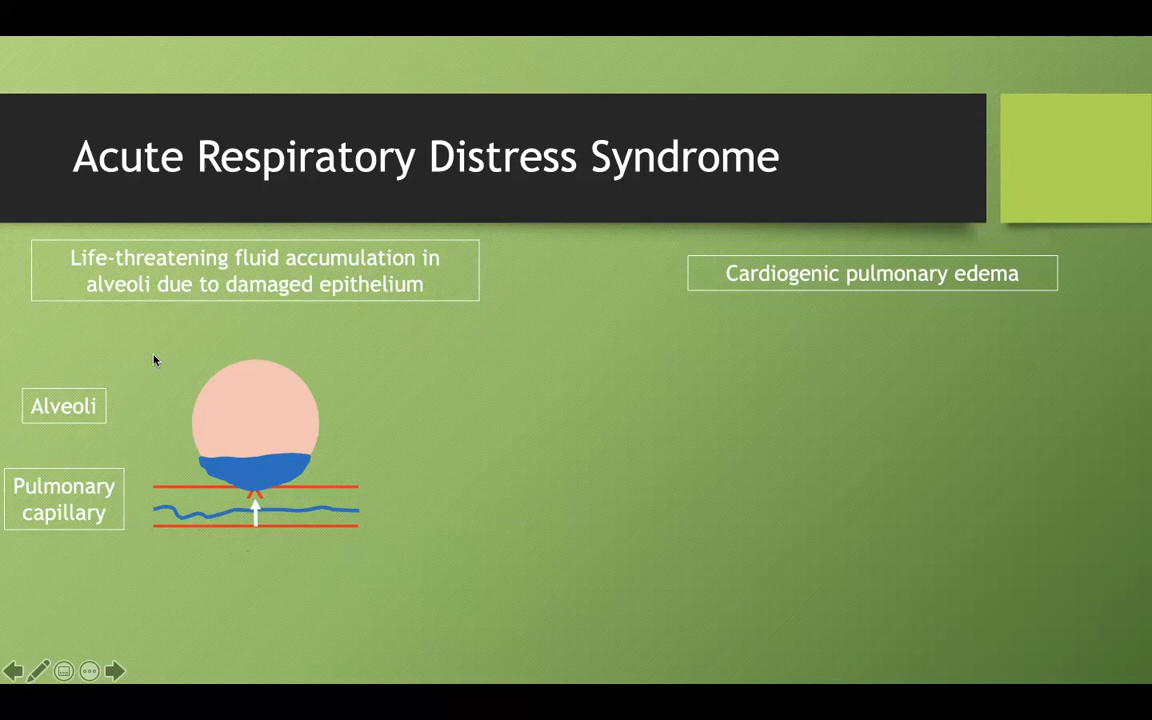 Acute Respiratory Distress Syndrome
Life-threatening fluid accumulation in
alveoli due to damaged epithelium
Cardiogenic pulmonary edema
Alveoli
Pulmonary
capillary